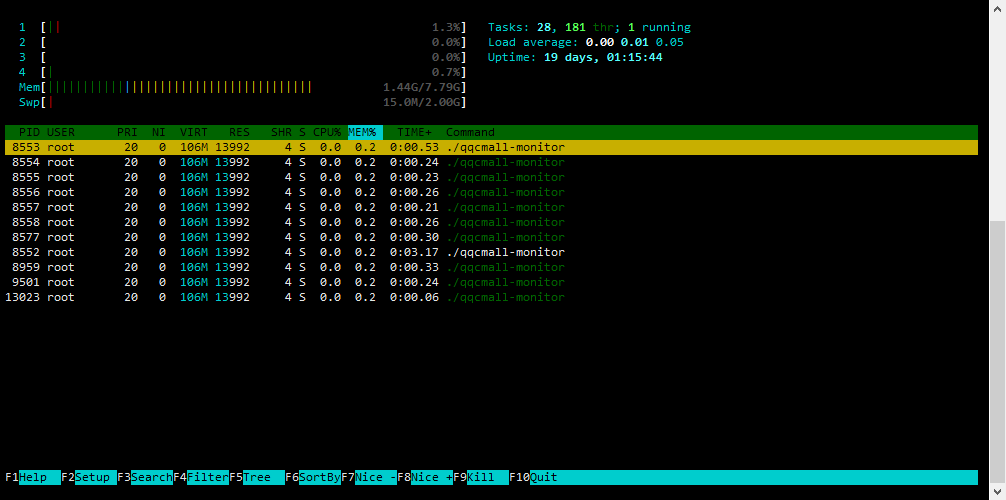 1 [|| 1.3%] Tasks: 28, 181 thr; 1 running
2 [ 0.0%] Load average: 0.00 0.01 0.05
3 [ 0.0%] Uptime: 19 days, 01:15:44
4 [| 0.7%]
Mem[||||||||||||||||||||||||||||||||||||||| 1.44G/7.79G]
Swp[| 15.0M/2.00G]
PID USER PRI NI VIRT RES SHR S CPU% MEM% TIME+ Command
8553 root 20 0 106M 13992 4 S 0.0 0.2 0:00.53 ./qqcmall-monitor
8554 root 20 0 106M 13992 4 S 0.0 0.2 0:00.24 ./qqcmall-monitor
8555 root 20 0 106M 13992 4 S 0.0 0.2 0:00.23 ./qqcmall-monitor
8556 root 20 0 106M 13992 4 S 0.0 0.2 0:00.26 ./qqcmall-monitor
8557 root 20 0 106M 13992 4 S 0.0 0.2 0:00.21 ./qqcmall-monitor
8558 root 20 0 106M 13992 4 S 0.0 0.2 0:00.26 ./qqcmall-monitor
8577 root 20 0 106M 13992 4 S 0.0 0.2 0:00.30 ./qqcmall-monitor
8552 root 20 0 106M 13992 4 S 0.0 0.2 0:03.17 ./qqcmall-monitor
8959 root 20 0 106M 13992 4 S 0.0 0.2 0:00.33 ./qqcmall-monitor
9501 root 20 0 106M 13992 4 S 0.0 0.2 0:00.24 ./qqcmall-monitor
13023 root 20 0 106M 13992 4 S 0.0 0.2 0:00.06 ./qqcmall-monitor
F1Help F2Setup F3SearchF4FilterF5Tree F6SortByF7Nice -F8Nice +F9Kill F10Quit